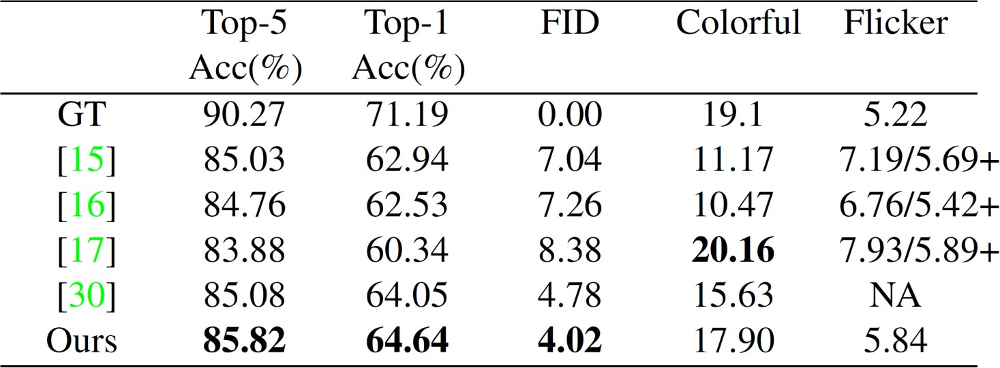 Top-5 Top-1 FID Colorful Flicker
Acc(%) Acc(%)
GT 90.27 71.19 0.00 19.1 5.22
[15] 85.03 62.94 7.04 11.17 7.19/5.69+
[16] 84.76 62.53 7.26 10.47 6.76/5.42+
[17] 83.88 60.34 8.38 20.16 7.93/5.89+
[30] 85.08 64.05 4.78 15.63 NA
Ours 85.82 64.64 4.02 17.90 5.84